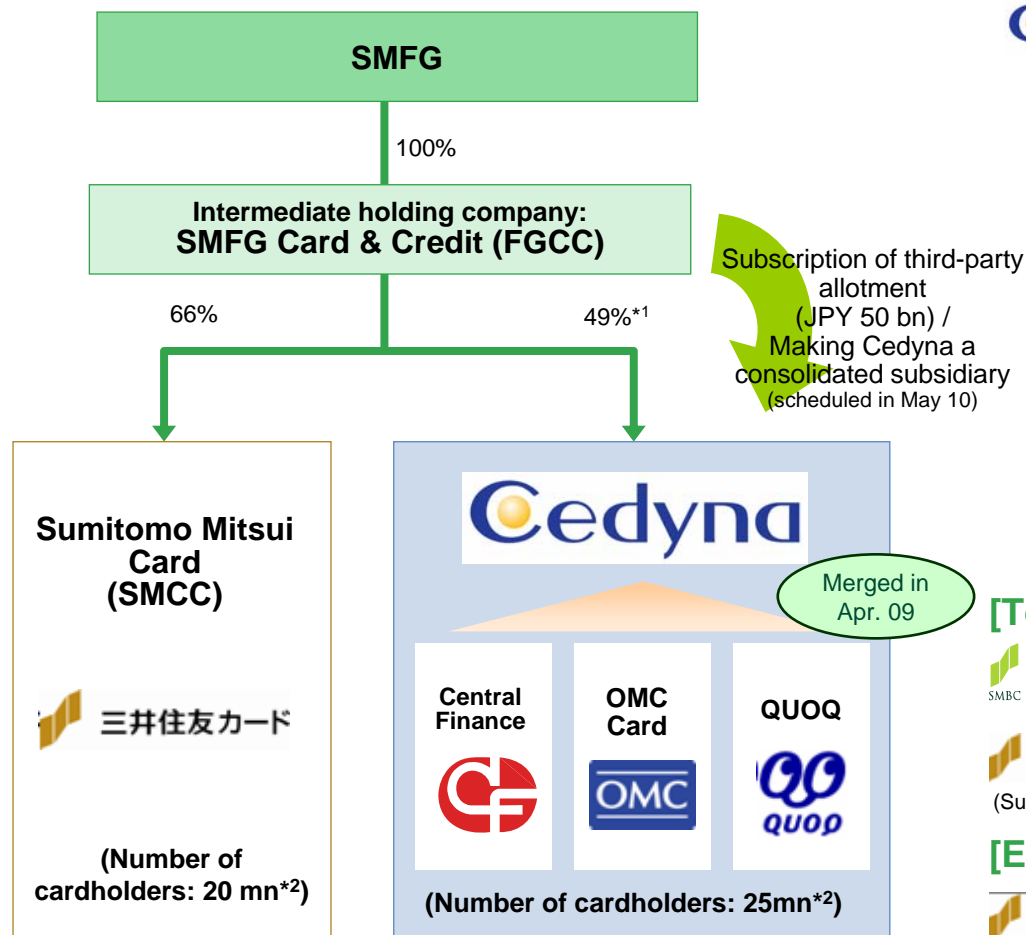 SMFG
100%
Intermediate holding company:
SMFG Card & Credit (FGCC)
66%
49%*1
Subscription of third-party
allotment
(JPY 50 bn) /
Making Cedyna a
consolidated subsidiary
(scheduled in May 10)
Sumitomo Mitsui
Card
(SMCC)
三井住友カード
(Number of
cardholders: 20 mn*2)
Cedyna
Merged in
Apr. 09
Central
Finance
CF
OMC
Card
OMC
QUOQ
QUOQ
(Number of cardholders: 25mn*2)
SMBC
(Su
[E